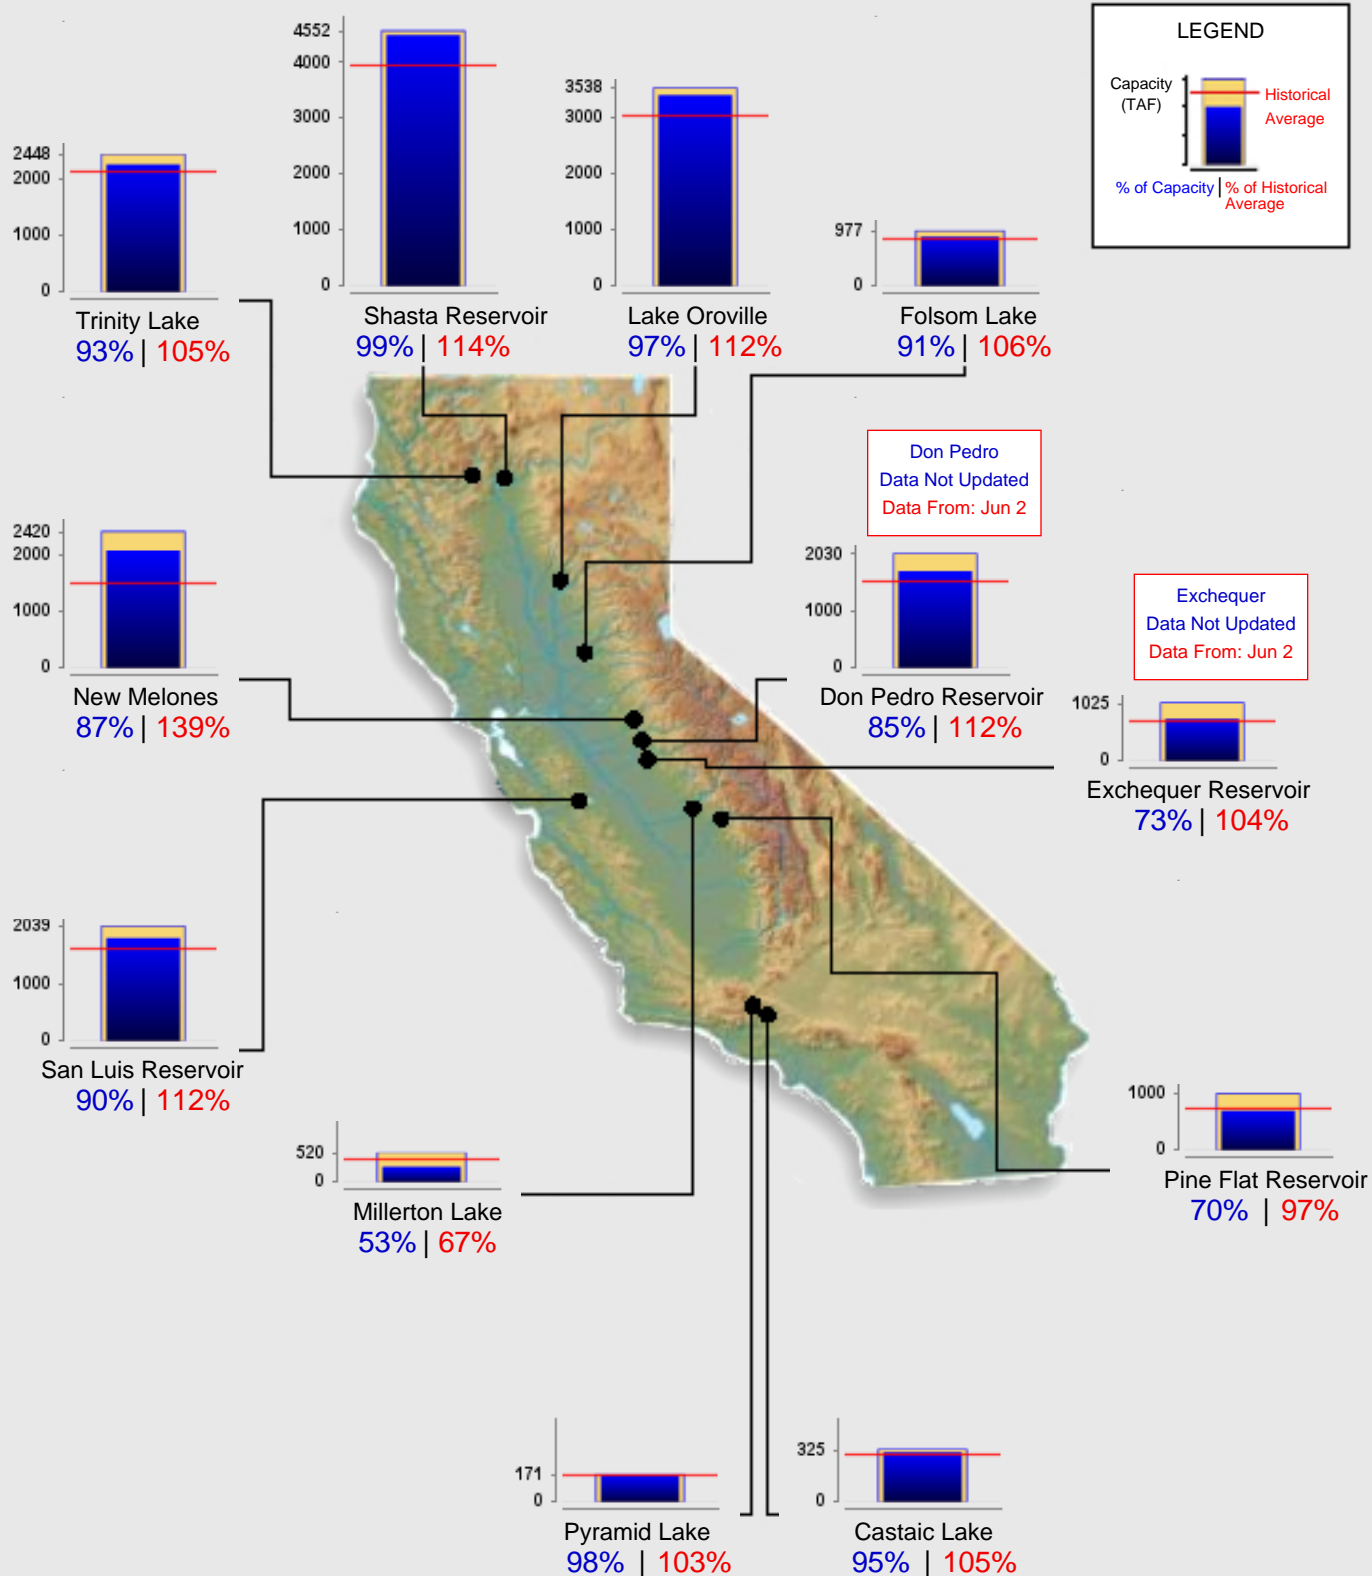 LEGEND
Capacity
(TAF)
Historical
Average
% of Capacity | % of Historical
Average
4552
4000
3000
2000
1000
0
Shasta Reservoir
99% | 114%
3538
3000
2000
1000
0
Lake Oroville
97% | 112%
2448
2000
1000
0
Trinity Lake
93% | 105%
977
0
Folsom Lake
91% | 106%
Don Pedro
Data Not Updated
Data From: Jun 2
2420
2000
1000
0
New Melones
87% | 139%
2030
1000
0
Don Pedro Reservoir
85% | 112%
Exchequer
Data Not Updated
Data From: Jun 2
1025
0
Exchequer Reservoir
73% | 104%
2039
1000
0
San Luis Reservoir
90% | 112%
520
0
Millerton Lake
53% | 67%
1000
0
Pine Flat Reservoir
70% | 97%
171
0
Pyramid Lake
98% | 103%
325
0
Castaic Lake
95% | 105%